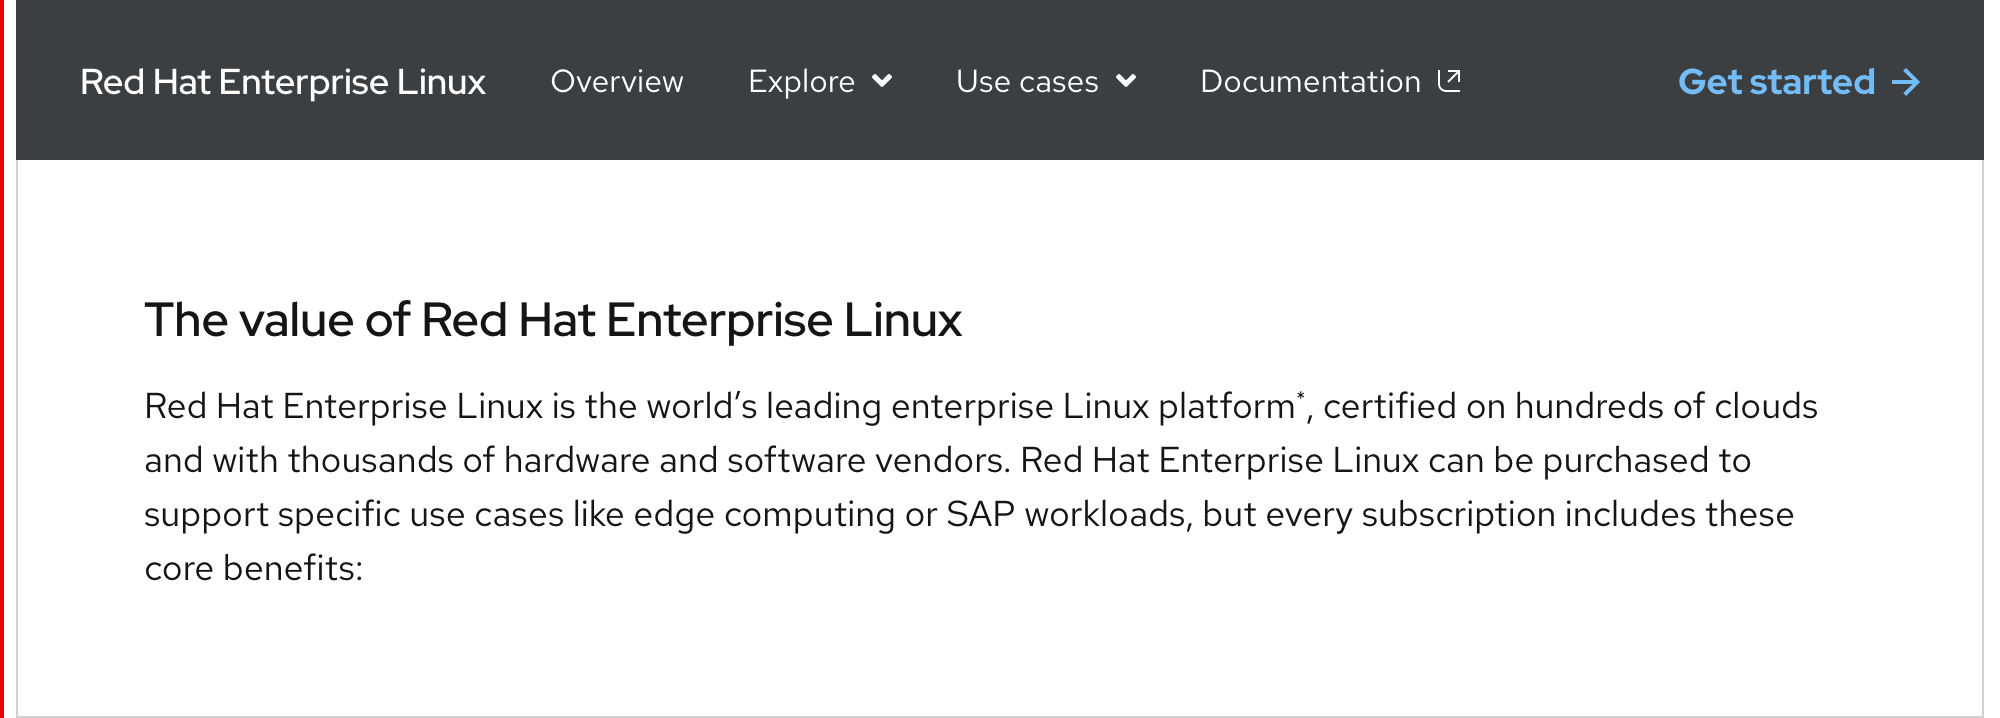 Red Hat Enterprise Linux Overview Explore Use cases Documentation Get started
The value of Red Hat Enterprise Linux
Red Hat Enterprise Linux is the world’s leading enterprise Linux platform*, certified on hundreds of clouds
and with thousands of hardware and software vendors. Red Hat Enterprise Linux can be purchased to
support specific use cases like edge computing or SAP workloads, but every subscription includes these
core benefits: